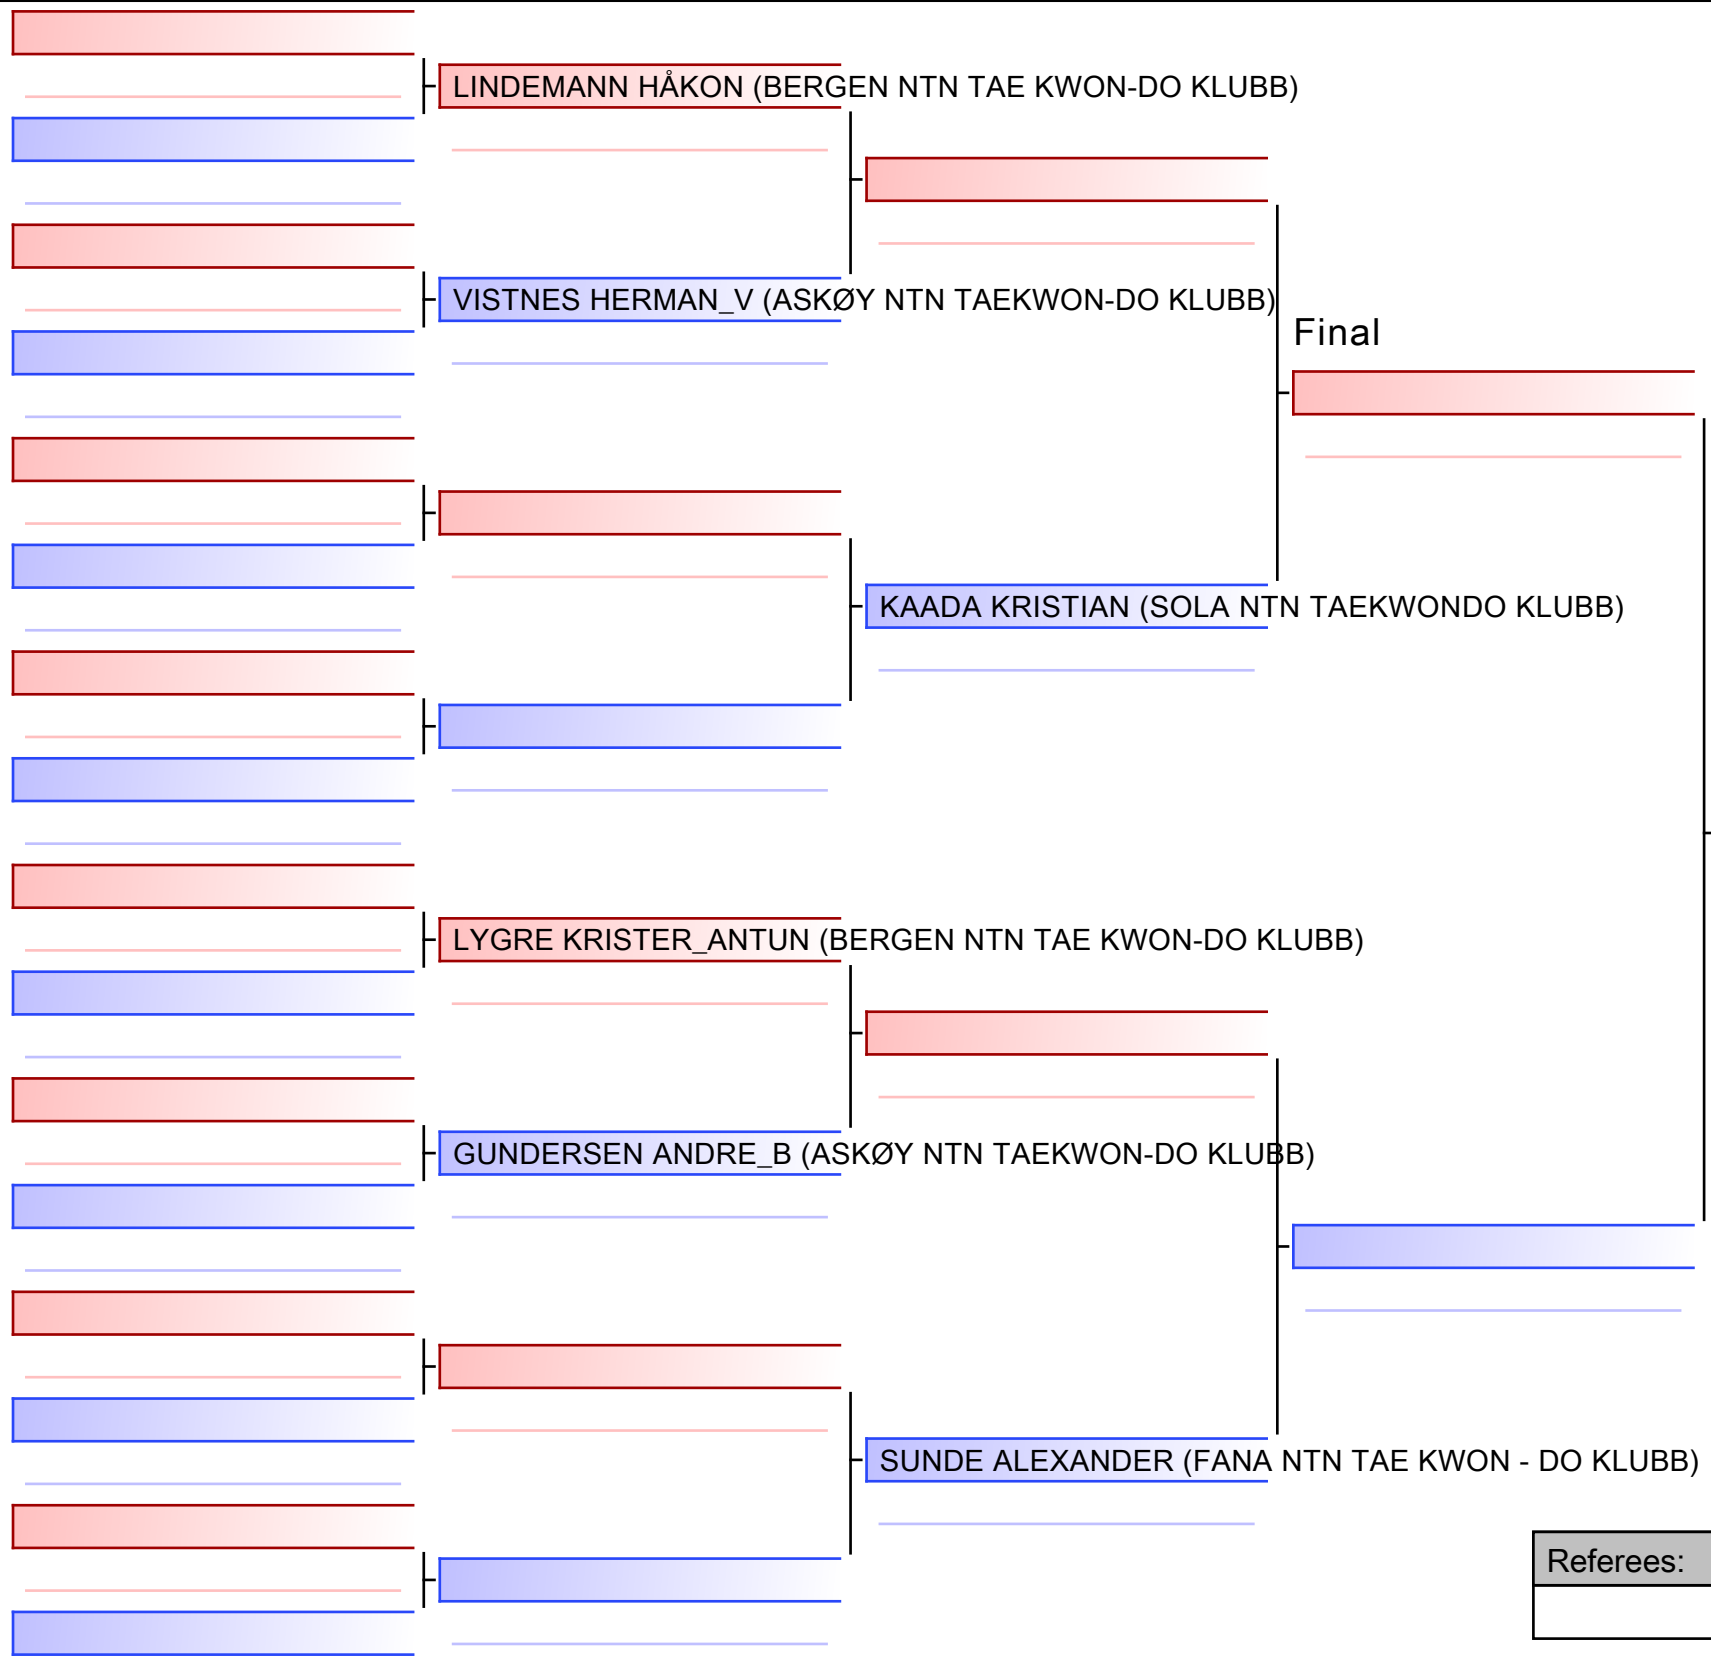 LINDEMANN HÅKON (BERGEN NTN TAE KWON-DO KLUBB)
VISTNES HERMAN_V (ASKØY NTN TAEKWON-DO KLUBB)
Final
KAADA KRISTIAN (SOLA NTN TAEKWONDO KLUBB)
LYGRE KRISTER_ANTUN (BERGEN NTN TAE KWON-DO KLUBB)
GUNDERSEN ANDRE_B (ASKØY NTN TAEKWON-DO KLUBB)
SUNDE ALEXANDER (FANA NTN TAE KWON - DO KLUBB)
Referees: